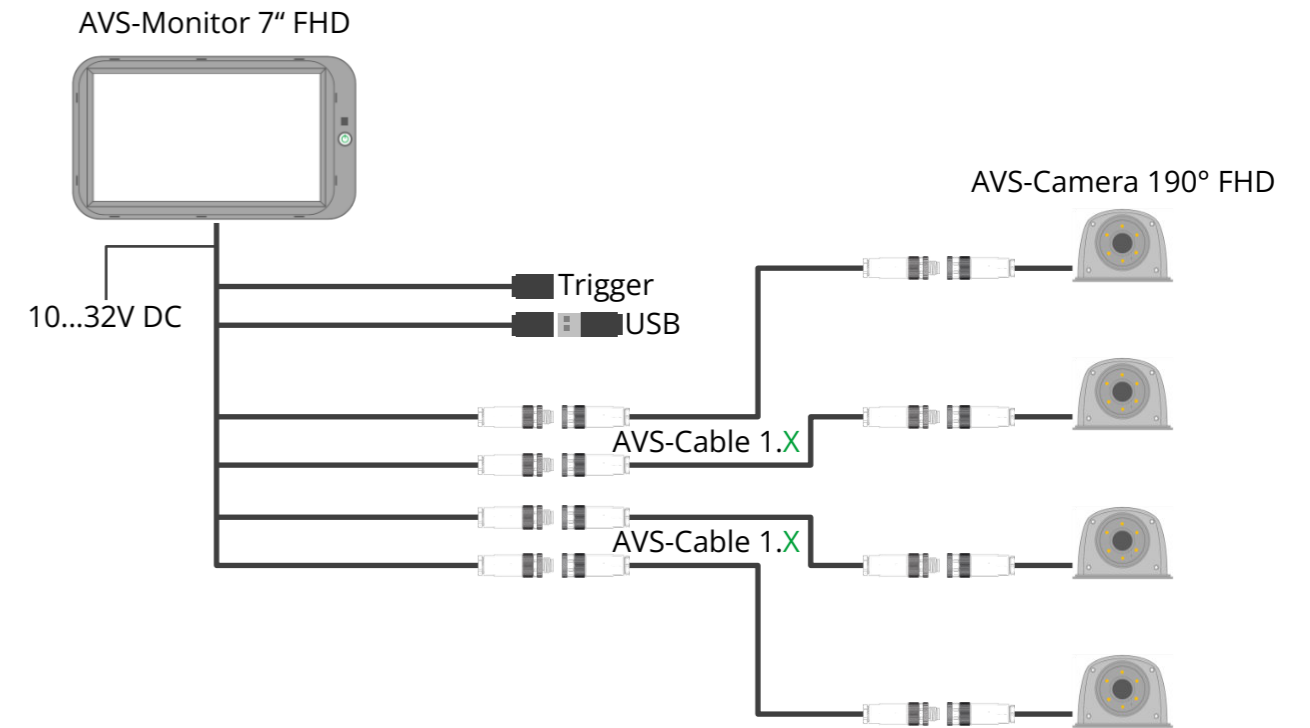 AVS-Monitor 7“ FHD
AVS-Camera 190° FHD
10...32V DC
Trigger
USB
AVS-Cable 1.X
AVS-Cable 1.X